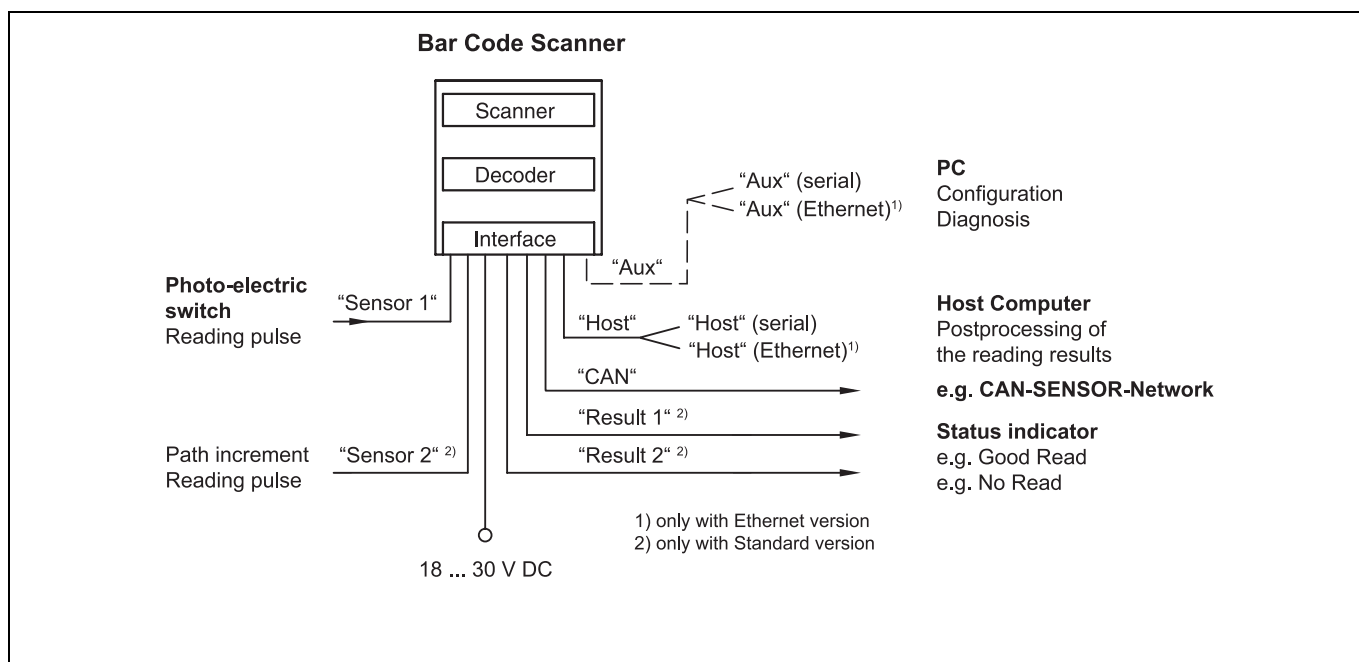 Bar Code Scanner
Scanner
Decoder
Interface
“Aux“
“Aux“ (serial)
“Aux“ (Ethernet)1)
PC
Configuration
Diagnosis
Photo-electric
switch
Reading pulse
“Sensor 1“
“Host“
“Host“ (serial)
“Host“ (Ethernet)1)
Host Computer
Postprocessing of
the reading results
“CAN“
e.g. CAN-SENSOR-Network
“Result 1“ 2)
“Result 2“ 2)
Status indicator
e.g. Good Read
e.g. No Read
Path increment
Reading pulse
“Sensor 2“ 2)
18 ... 30 V DC
1) only with Ethernet version
2) only with Standard version